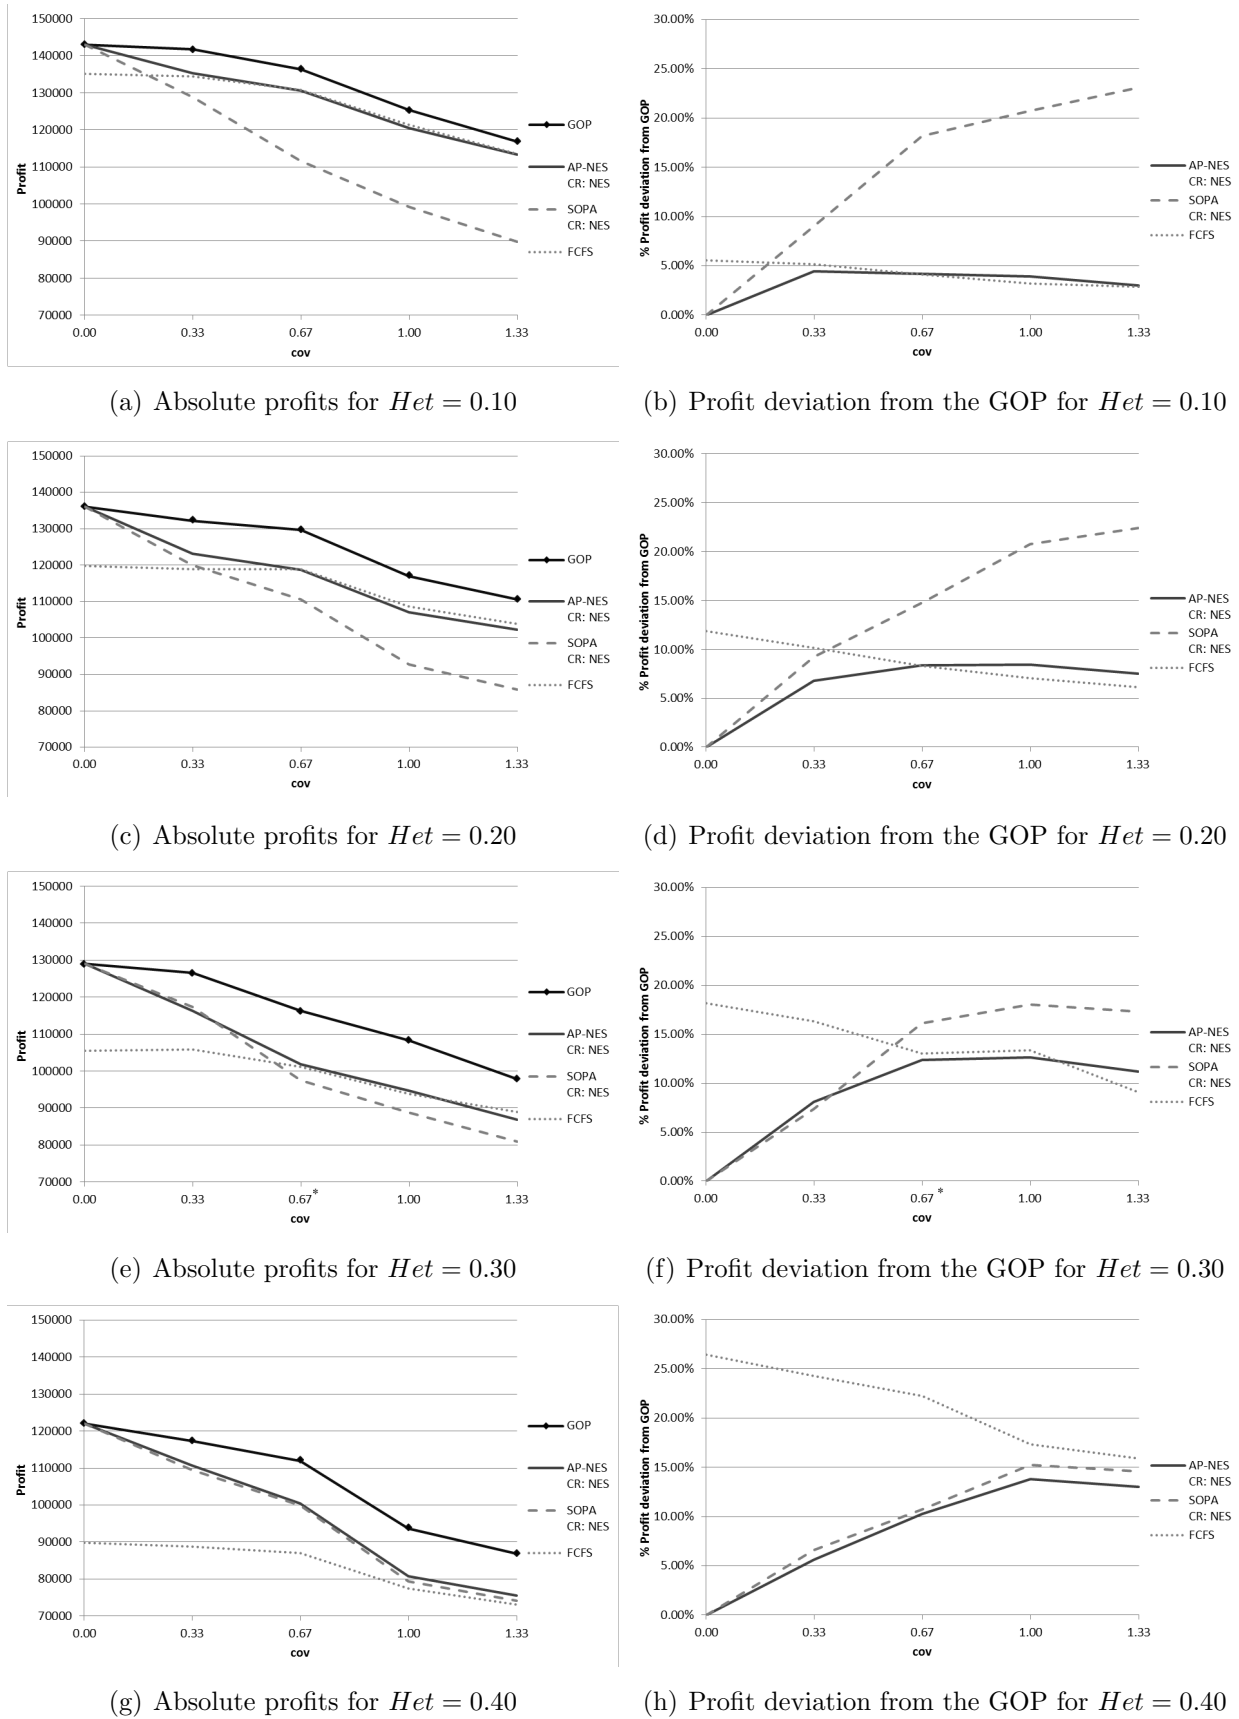 150000
140000
130000
120000
110000
100000
90000
80000
70000
Profit
0.00 0.33 0.67 1.00 1.33
cov
GOP
AP-NES
CR: NES
SOPA
CR: NES
FCFS
(a) Absolute profits for Het = 0.10
30.00%
25.00%
20.00%
15.00%
10.00%
5.00%
0.00%
% Profit deviation from GOP
0.00 0.33 0.67 1.00 1.33
cov
AP-NES
CR: NES
SOPA
CR: NES
FCFS
(b) Profit deviation from the GOP for Het = 0.10
150000
140000
130000
120000
110000
100000
90000
80000
70000
Profit
0.00 0.33 0.67 1.00 1.33
cov
GOP
AP-NES
CR: NES
SOPA
CR: NES
FCFS
(c) Absolute profits for Het = 0.20
30.00%
25.00%
20.00%
15.00%
10.00%
5.00%
0.00%
% Profit deviation from GOP
0.00 0.33 0.67 1.00 1.33
cov
AP-NES
CR: NES
SOPA
CR: NES
FCFS
(d) Profit deviation from the GOP for Het = 0.20
150000
140000
130000
120000
110000
100000
90000
80000
70000
Profit
0.00 0.33 0.67* 1.00 1.33
cov
GOP
AP-NES
CR: NES
SOPA
CR: NES
FCFS
(e) Absolute profits for Het = 0.30
30.00%
25.00%
20.00%
15.00%
10.00%
5.00%
0.00%
% Profit deviation from GOP
0.00 0.33 0.67* 1.00 1.33
cov
AP-NES
CR: NES
SOPA
CR: NES
FCFS
(f) Profit deviation from the GOP for Het = 0.30
150000
140000
130000
120000
110000
100000
90000
80000
70000
Profit
0.00 0.33 0.67 1.00 1.33
cov
GOP
AP-NES
CR: NES
SOPA
CR: NES
FCFS
(g) Absolute profits for Het = 0.40
30.00%
25.00%
20.00%
15.00%
10.00%
5.00%
0.00%
% Profit deviation from GOP
0.00 0.33 0.67 1.00 1.33
cov
AP-NES
CR: NES
SOPA
CR: NES
FCFS
(h) Profit deviation from the GOP for Het = 0.40